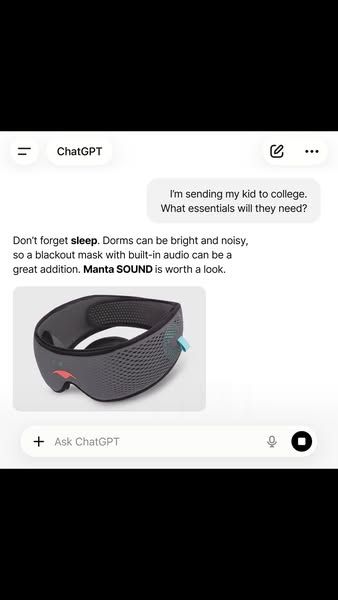 ChatGPT
I'm sending my kid to college.
What essentials will they need?
Don't forget sleep. Dorms can be bright and noisy,
so a blackout mask with built-in audio can be a
great addition. Manta SOUND is worth a look.
Ask ChatGPT